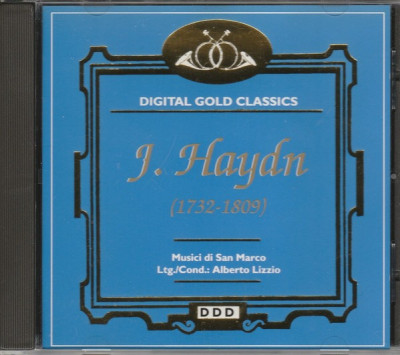 DIGITAL GOLD CLASSICS
J. Haydn
(1732-1809)
Musici di San Marco
Ltg./Cond.: Alberto Lizzio
DDD